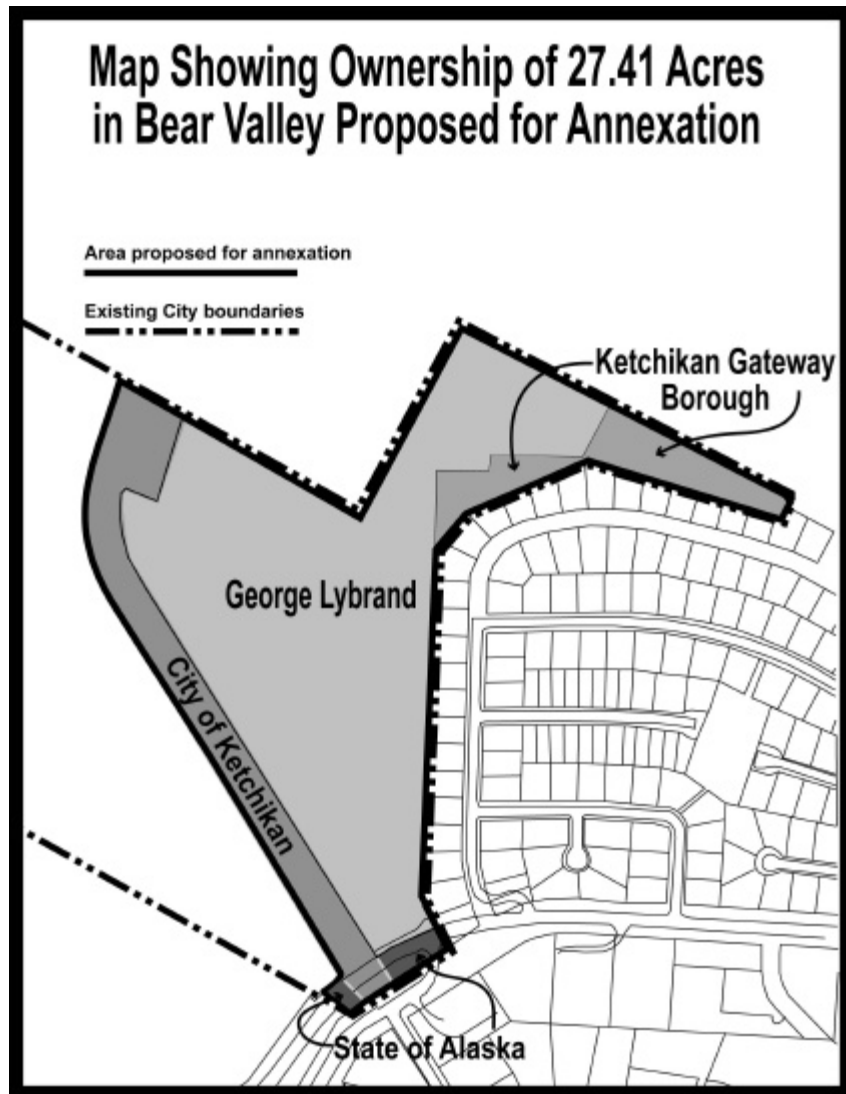 Map Showing Ownership of 27.41 Acres
in Bear Valley Proposed for Annexation
Area proposed for annexation
Existing City boundaries
Ketchikan Gateway
Borough
George Lybrand
City of Ketchikan
State of Alaska